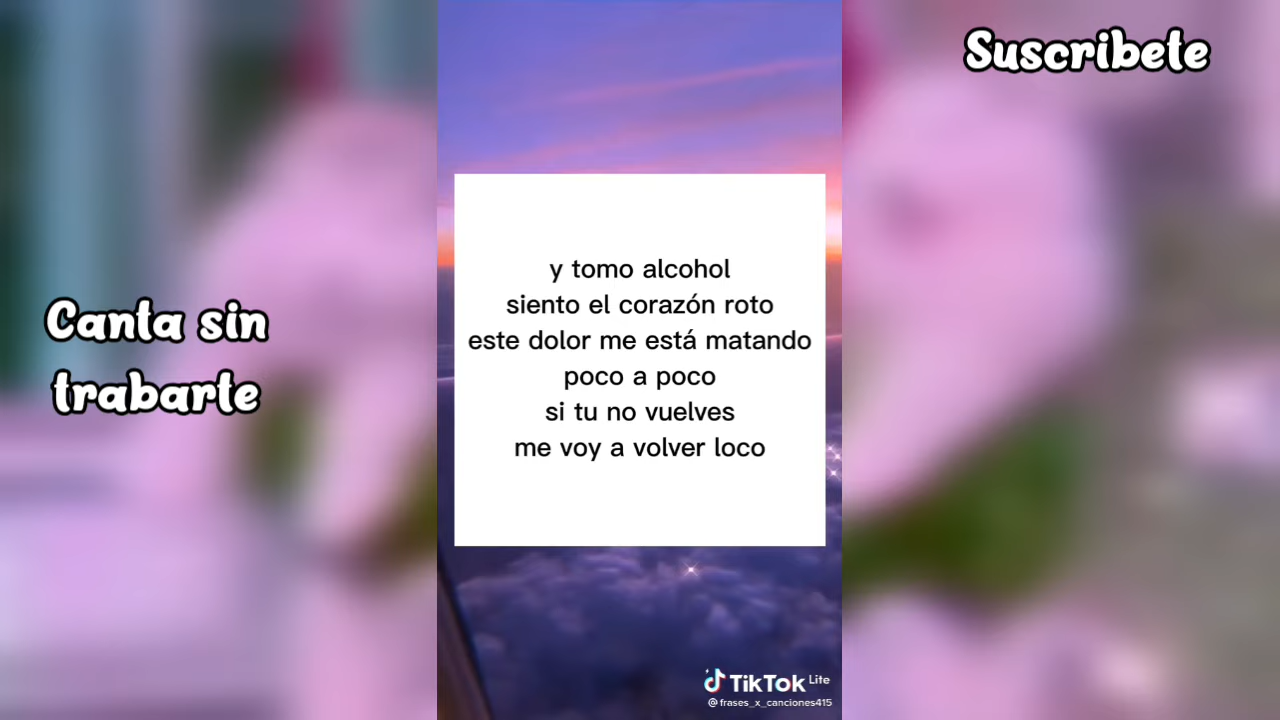 Suscribete
Canta sin
trabarte
y tomo alcohol
siento el corazón roto
este dolor me está matando
poco a poco
si tu no vuelves
me voy a volver loco
TikTok Lite
@frases_x_canciones415